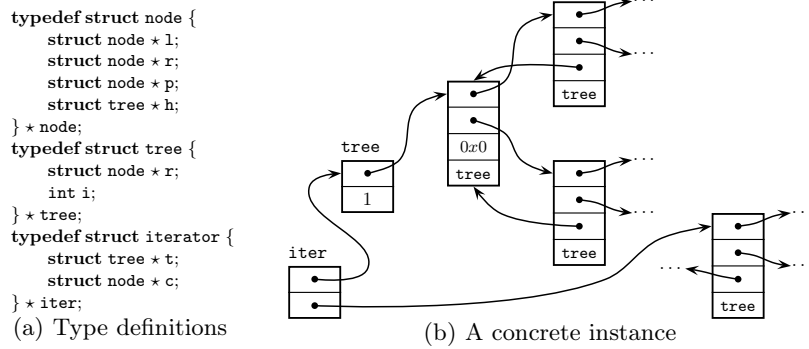 typedef struct node {
struct node ⋆ l;
struct node ⋆ r;
struct node ⋆ p;
struct tree ⋆ h;
} ⋆ node;
typedef struct tree {
struct node ⋆ r;
int i;
} ⋆ tree;
typedef struct iterator {
struct tree ⋆ t;
struct node ⋆ c;
} ⋆ iter;
(a) Type definitions
...
...
tree
tree
0x0
tree
1
...
...
tree
iter
...
...
...
tree
(b) A concrete instance